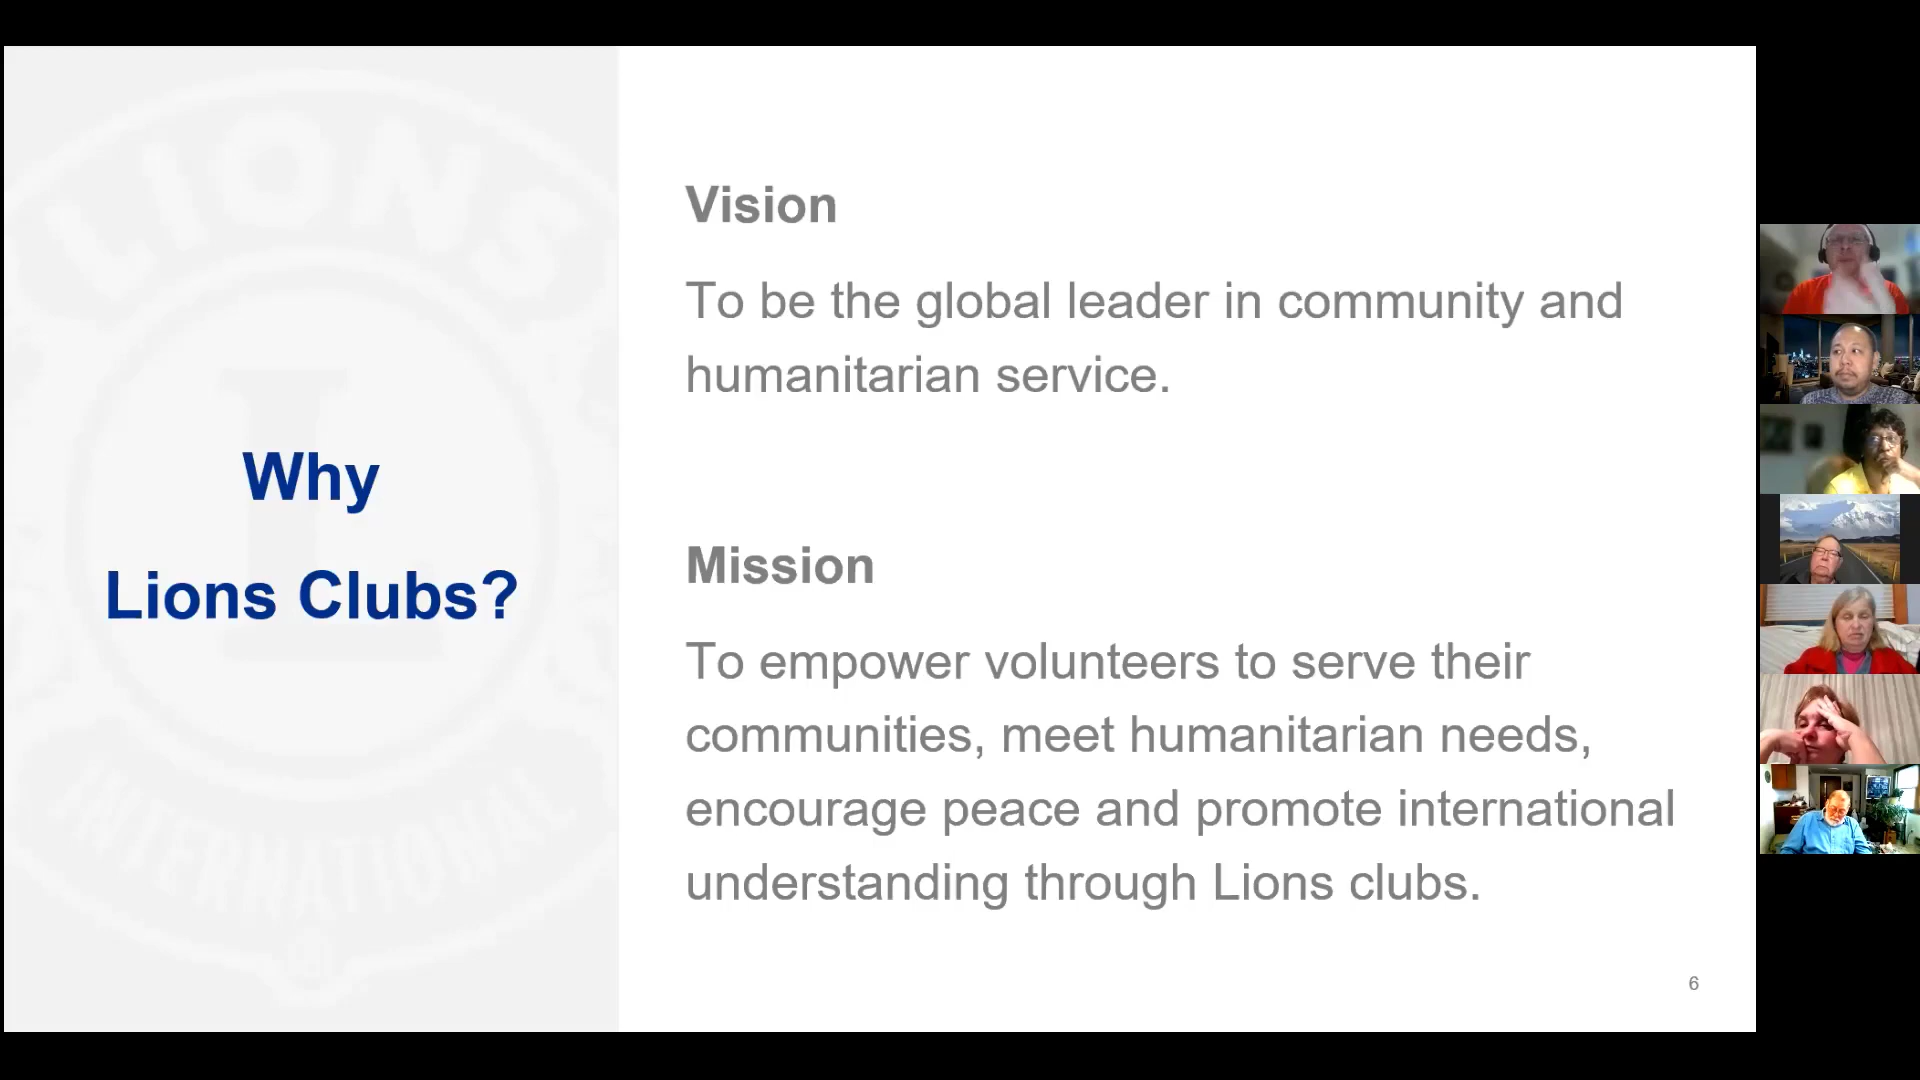 LIONS
INTERNATIONAL
Why
Lions Clubs?
Vision
To be the global leader in community and
humanitarian service.
Mission
To empower volunteers to serve their
communities, meet humanitarian needs,
encourage peace and promote international
understanding through Lions clubs.
6